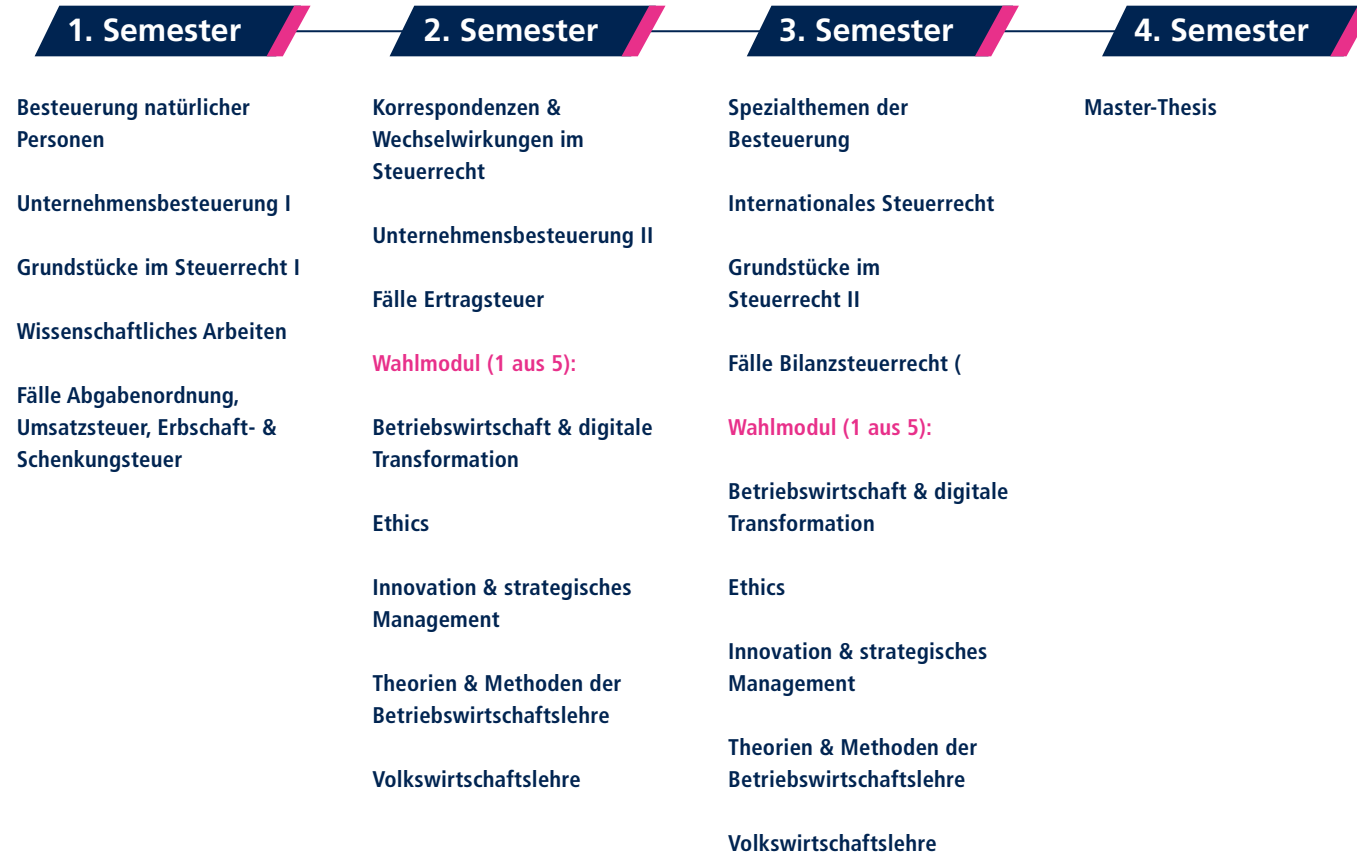 1. Semester
Besteuerung natürlicher
Personen
Unternehmensbesteuerung I
Grundstücke im Steuerrecht I
Wissenschaftliches Arbeiten
Fälle Abgabenordnung,
Umsatzsteuer, Erbschaft- &
Schenkungsteuer
2. Semester
Korrespondenzen &
Wechselwirkungen im
Steuerrecht
Unternehmensbesteuerung II
Fälle Ertragsteuer
Wahlmodul (1 aus 5):
Betriebswirtschaft & digitale
Transformation
Ethics
Innovation & strategisches
Management
Theorien & Methoden der
Betriebswirtschaftslehre
Volkswirtschaftslehre
3. Semester
Spezialthemen der
Besteuerung
Internationales Steuerrecht
Grundstücke im
Steuerrecht II
Fälle Bilanzsteuerrecht (
Wahlmodul (1 aus 5):
Betriebswirtschaft & digitale
Transformation
Ethics
Innovation & strategisches
Management
Theorien & Methoden der
Betriebswirtschaftslehre
Volkswirtschaftslehre
4. Semester
Master-Thesis